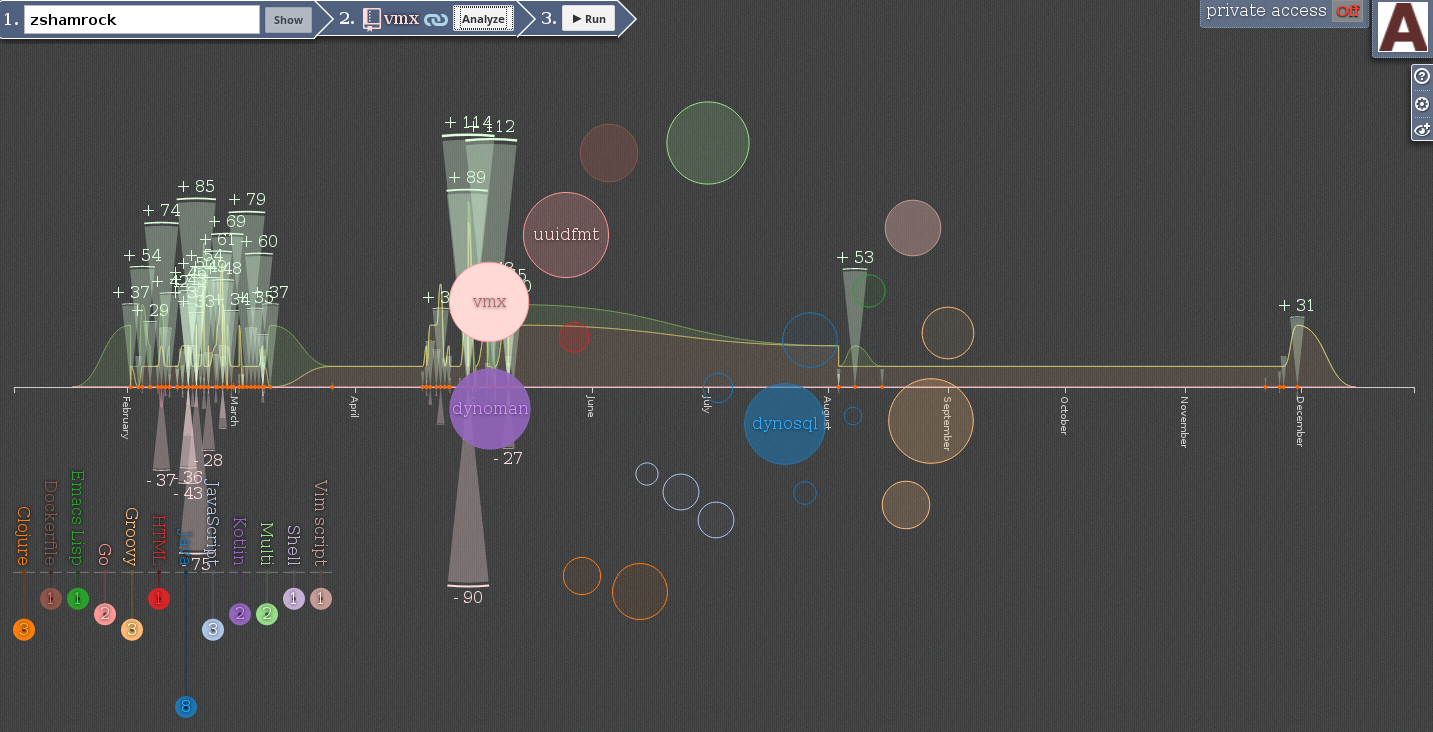 1. zshamrock Show 2. vmx Analyze 3. Run
private access Off
A
+ 114
+ 112
+ 89
+ 85
+ 79
+ 74
+ 69
+ 61
+ 60
+ 54
+ 54
+ 48
+ 37
+ 37
+ 35
+ 34
+ 33
+ 29
+ 53
+ 31
uuidfmt
vmx
dynoman
dynosql
February
March
April
June
July
August
September
October
November
December
- 27
- 28
- 37
- 36
- 43
- 75
- 90
Clojure
Dockerfile
Emacs Lisp
Go
Groovy
HTML
Java
JavaScript
Kotlin
Multi
Shell
Vim script
3
1
1
2
3
1
8
3
2
2
1
1